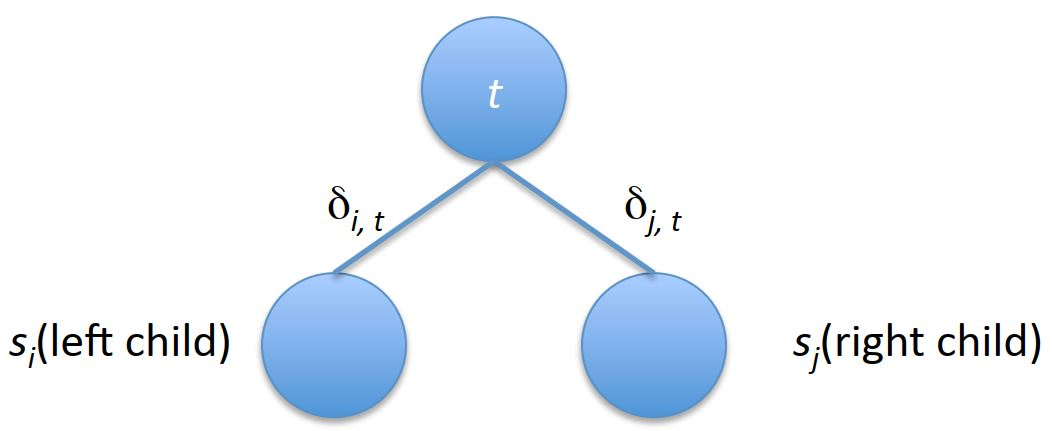 t
δi, t
δj, t
si(left child)
sj(right child)